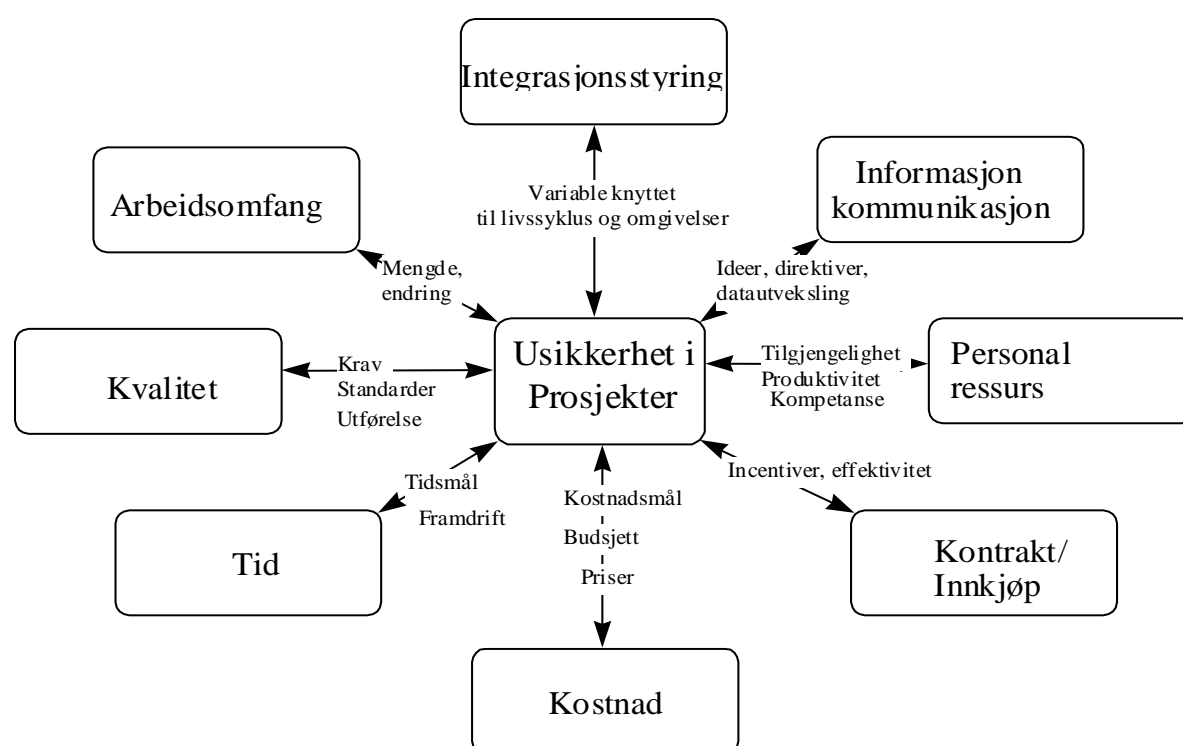 Integrasjonsstyring
Arbeidsomfang
Informasjon
kommunikasjon
Variable knyttet
til livssyklus og omgivelser
Mengde,
endring
Ideer, direktiver,
datautveksling
Usikkerhet i
Prosjekter
Kvalitet
Krav
Standarder
Utførelse
Tilgjengelighet
Produktivitet
Kompetanse
Personal
ressurs
Tidsmål
Framdrift
Kostnadsmål
Budsjett
Priser
Incentiver, effektivitet
Tid
Kontrakt/
Innkjøp
Kostnad